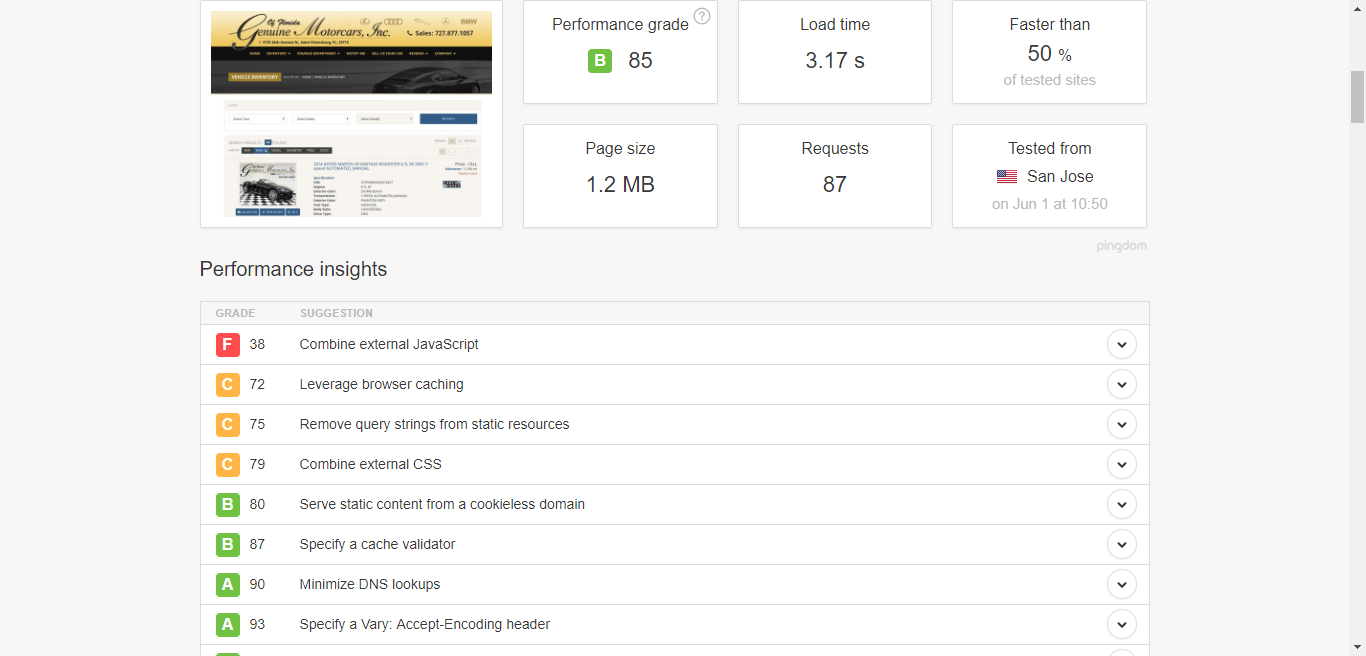 Of Florida
Genuine Motorcars, Inc.
BMW
Sales: 727.877.1057
VEHICLE INVENTORY
Performance grade ?
B 85
Load time
3.17 s
Faster than
50 %
of tested sites
Page size
1.2 MB
Requests
87
Tested from
San Jose
on Jun 1 at 10:50
pingdom
Performance insights
GRADE SUGGESTION
F 38 Combine external JavaScript
C 72 Leverage browser caching
C 75 Remove query strings from static resources
C 79 Combine external CSS
B 80 Serve static content from a cookieless domain
B 87 Specify a cache validator
A 90 Minimize DNS lookups
A 93 Specify a Vary: Accept-Encoding header